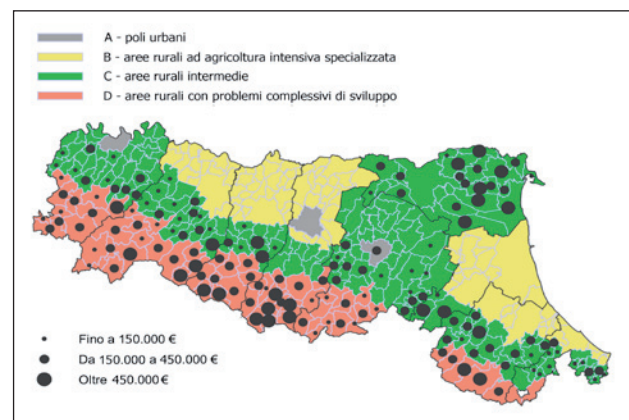 A - poli urbani
B - aree rurali ad agricoltura intensiva specializzata
C - aree rurali intermedie
D - aree rurali con problemi complessivi di sviluppo
Fino a 150.000 €
Da 150.000 a 450.000 €
Oltre 450.000 €